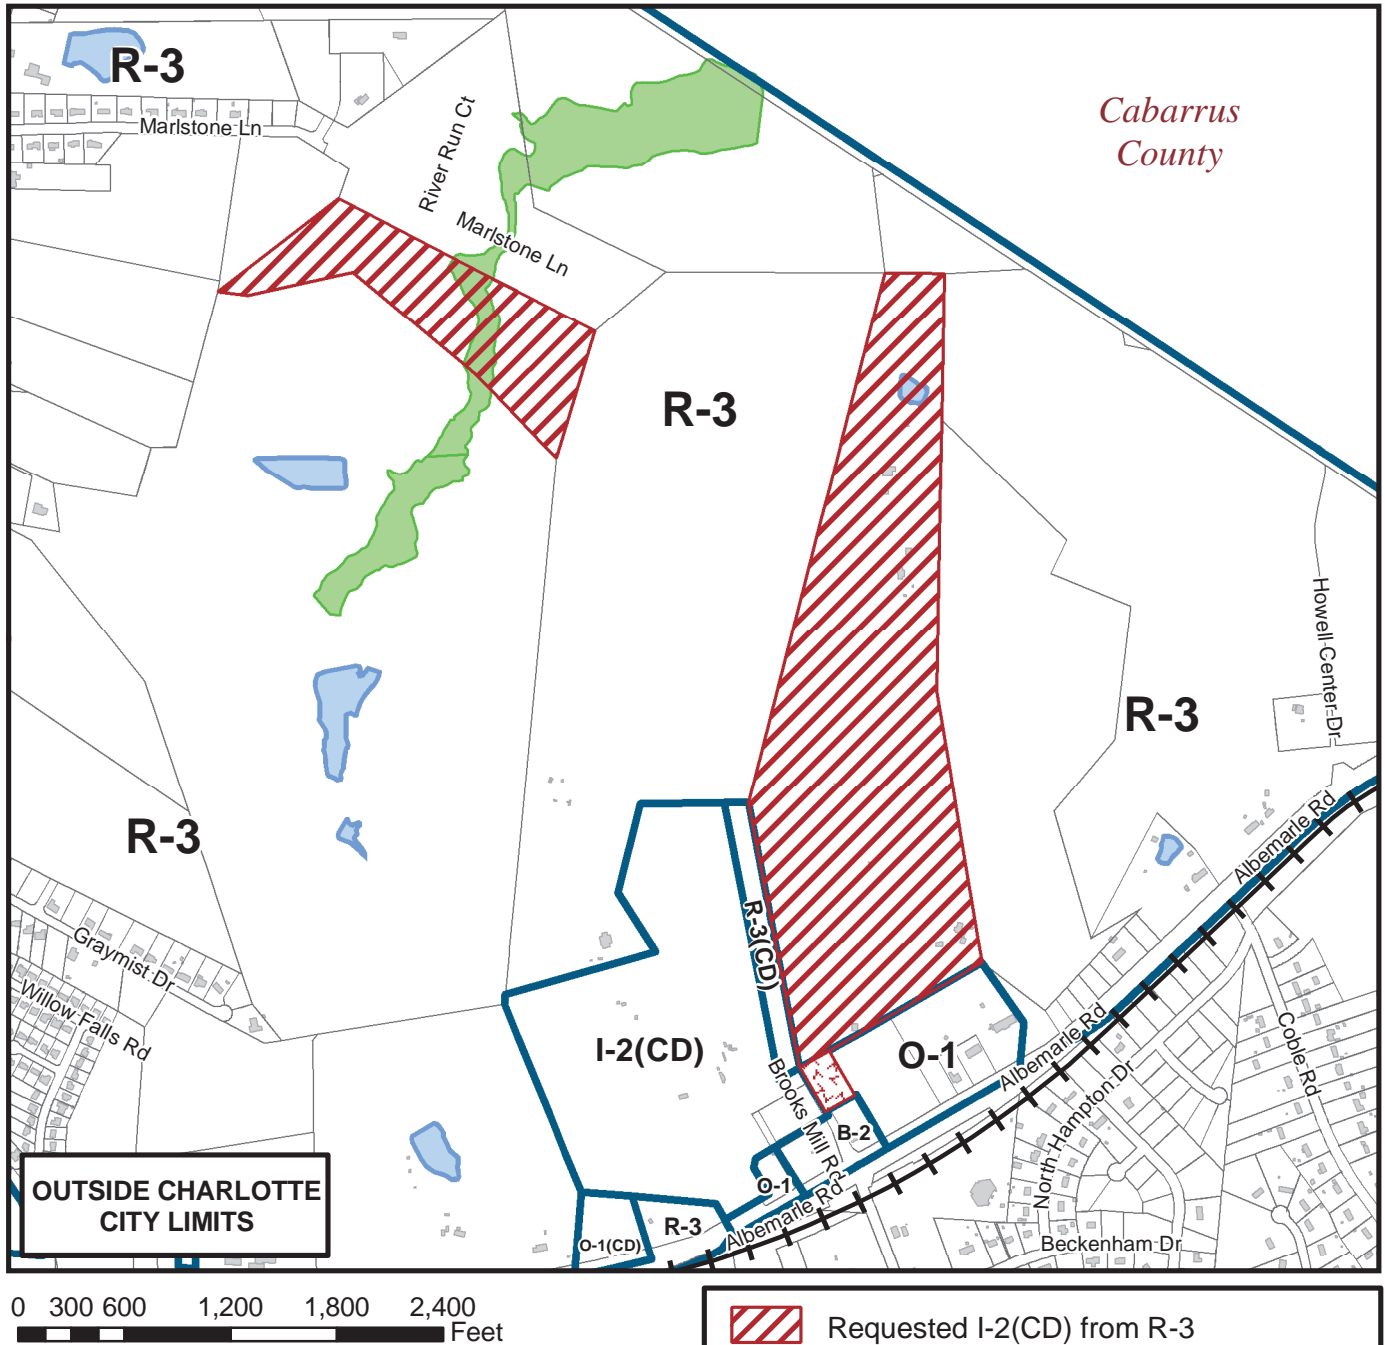 R-3
Marlstone Ln
River Run Ct
Marlstone Ln
Cabarrus
County
R-3
Howell Center Dr
R-3
R-3
Albemarle Rd
R-3(CD)
Graymist Dr
Willow Falls Rd
I-2(CD)
O-1
Albemarle Rd
Coble Rd
Brooks Mill Rd
North Hampton Dr
B-2
O-1
OUTSIDE CHARLOTTE
CITY LIMITS
R-3
Albemarle Rd
O-1(CD)
Beckenham Dr
0 300 600 1,200 1,800 2,400
Feet
Requested I-2(CD) from R-3